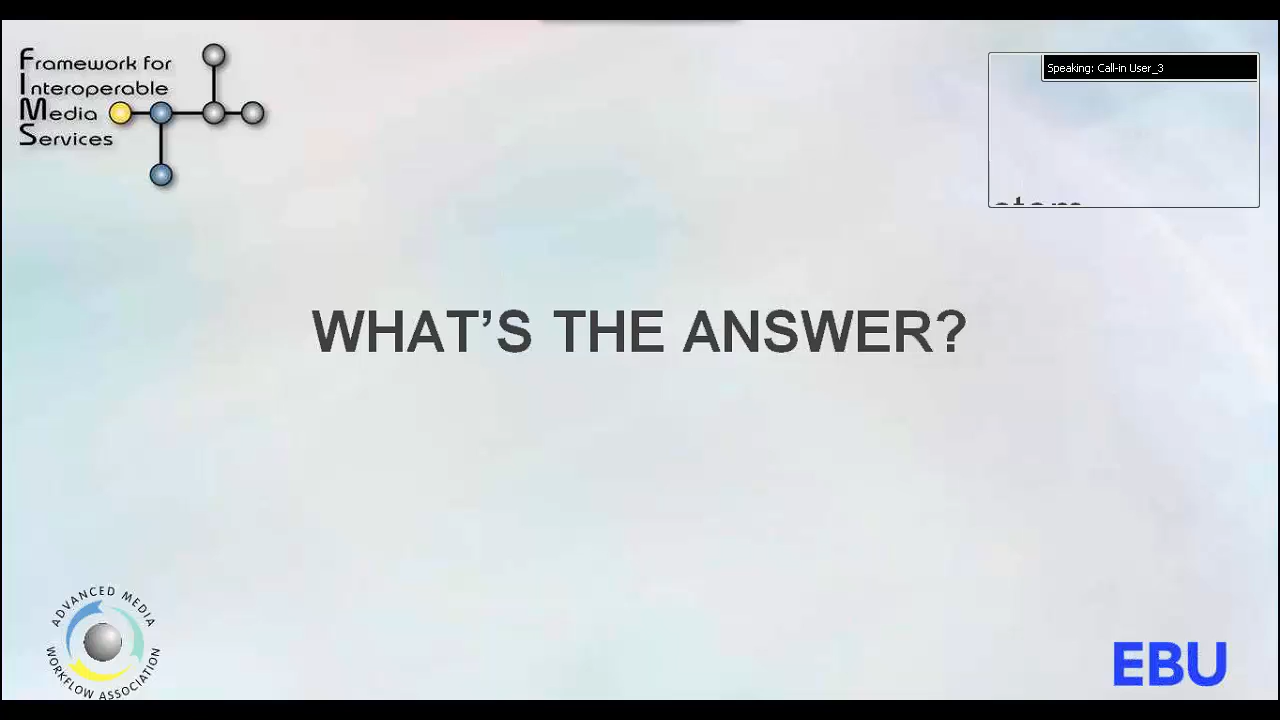 Framework for
Interoperable
Media
Services
Speaking: Call-in User_3
WHAT’S THE ANSWER?
ADVANCED MEDIA
WORKFLOW ASSOCIATION
EBU